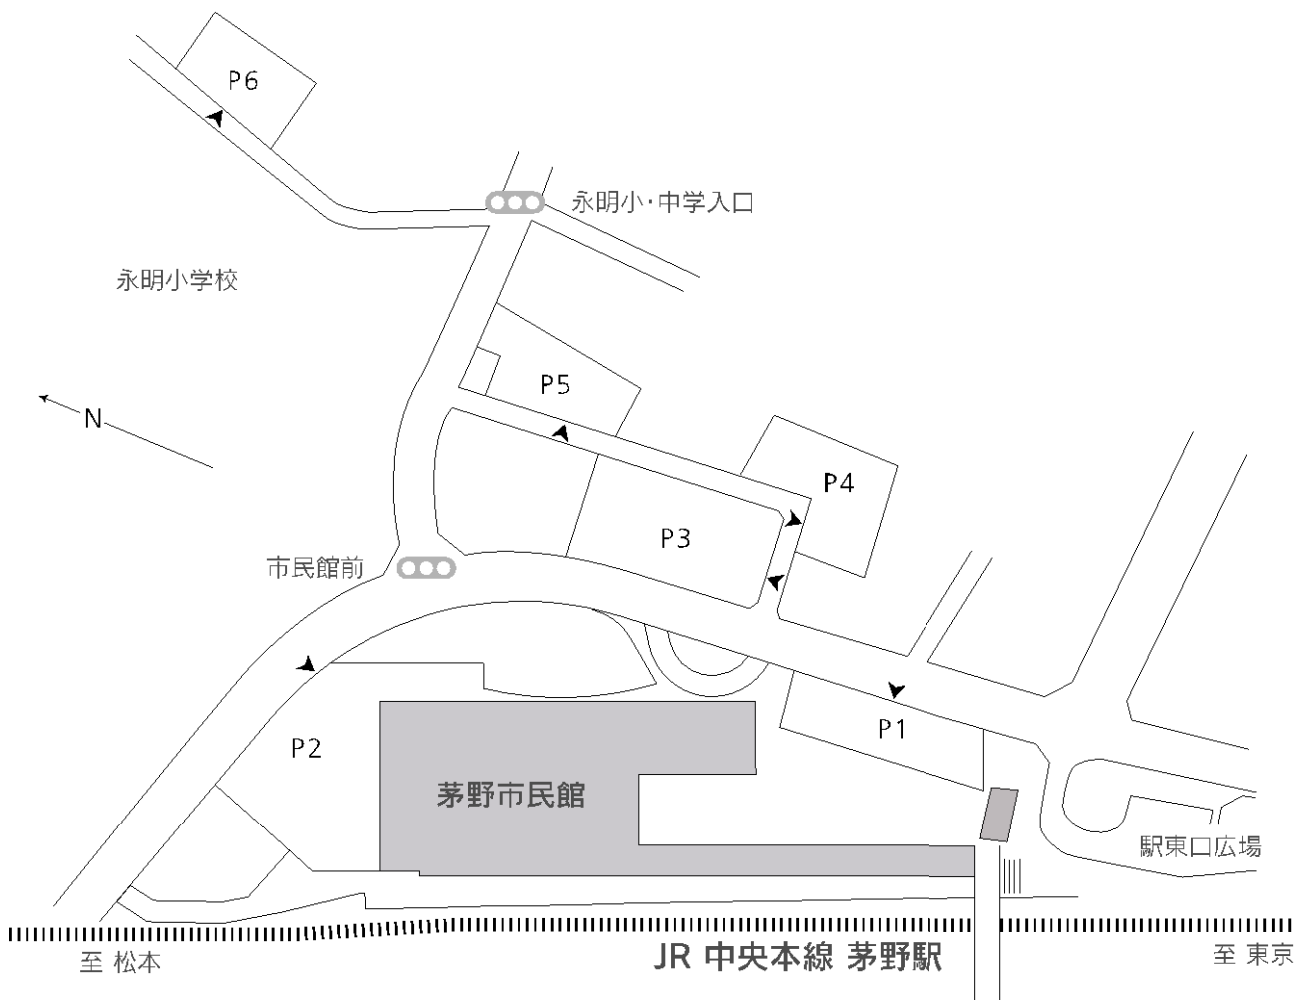 P6
永明小・中学入口
永明小学校
P5
N
P4
P3
市民館前
P1
P2
茅野市民館
駅東口広場
JR 中央本線 茅野駅
至 松本
至 東京